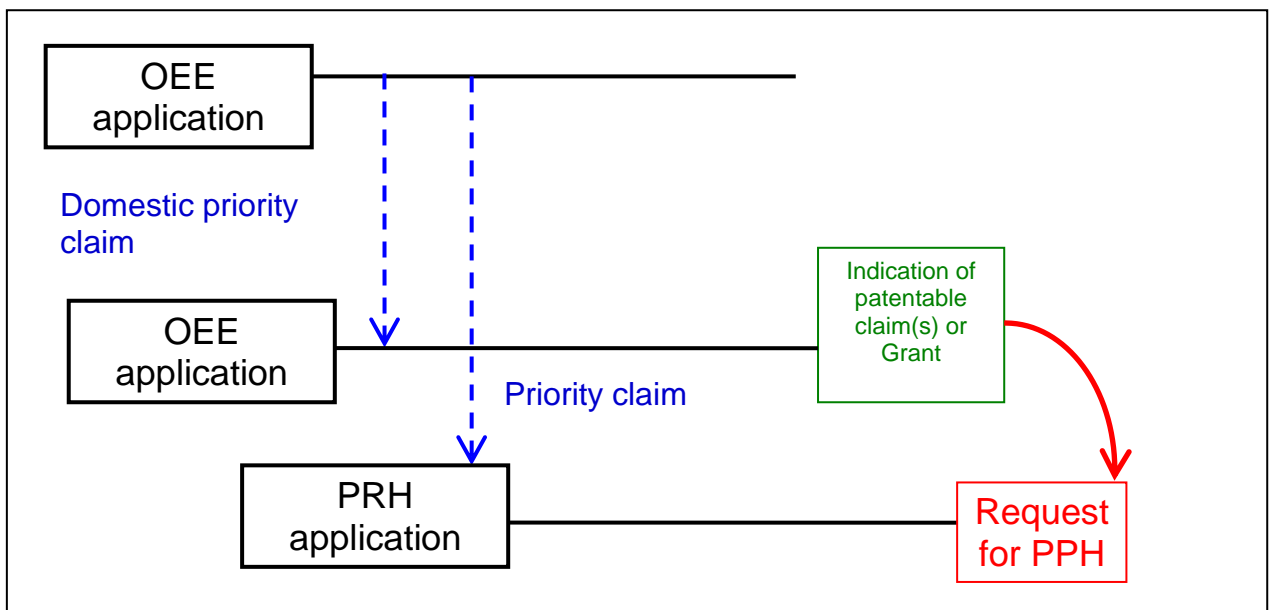 OEE
application
Domestic priority
claim
Indication of
patentable
claim(s) or
Grant
OEE
application
Priority claim
PRH
application
Request
for PPH